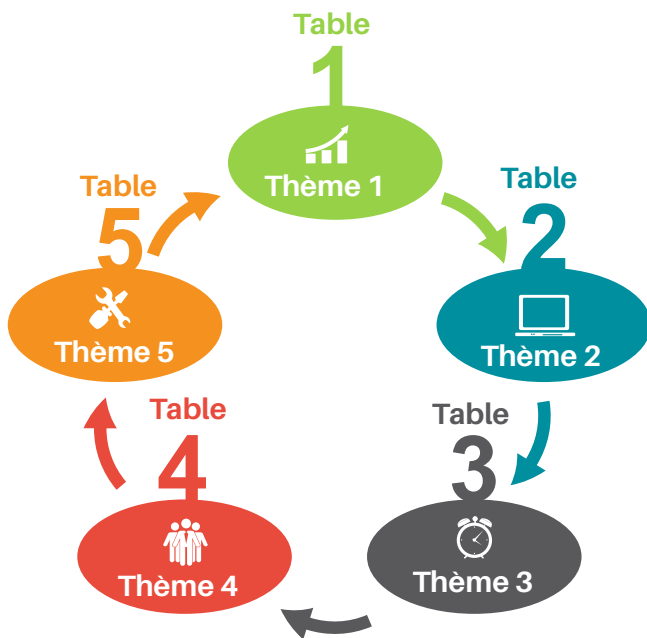 Table
1
Thème 1
Table
2
Thème 2
Table
3
Thème 3
Table
4
Thème 4
Table
5
Thème 5